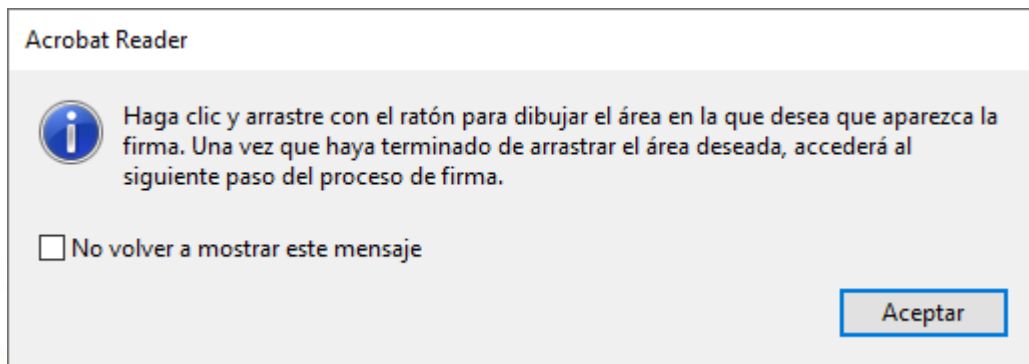 Acrobat Reader
Haga clic y arrastre con el ratón para dibujar el área en la que desea que aparezca la
firma. Una vez que haya terminado de arrastrar el área deseada, accederá al
siguiente paso del proceso de firma.
No volver a mostrar este mensaje
Aceptar